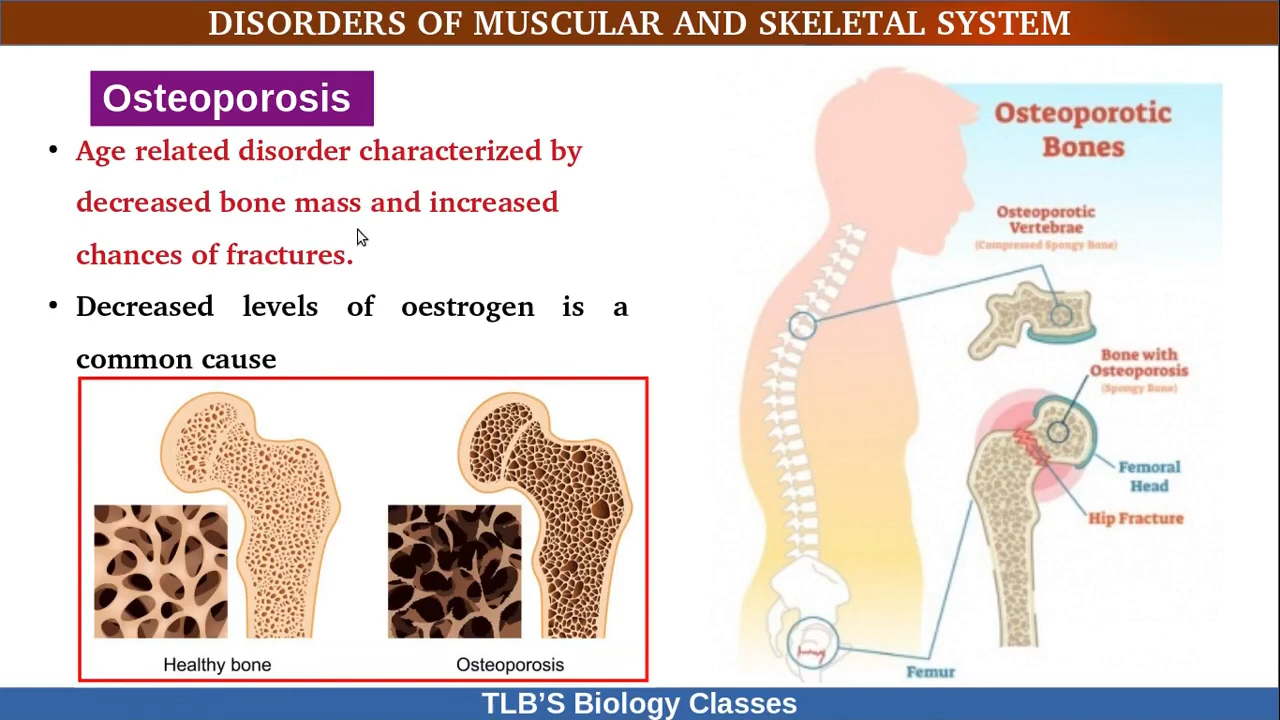 DISORDERS OF MUSCULAR AND SKELETAL SYSTEM
Osteoporosis
• Age related disorder characterized by
decreased bone mass and increased
chances of fractures.
• Decreased levels of oestrogen is a
common cause
Healthy bone
Osteoporosis
Osteoporotic
Bones
Osteoporotic
Vertebrae
(Compressed Spongy Bone)
Bone with
Osteoporosis
(Spongy Bone)
Femoral
Head
Hip Fracture
Femur
TLB'S Biology Classes